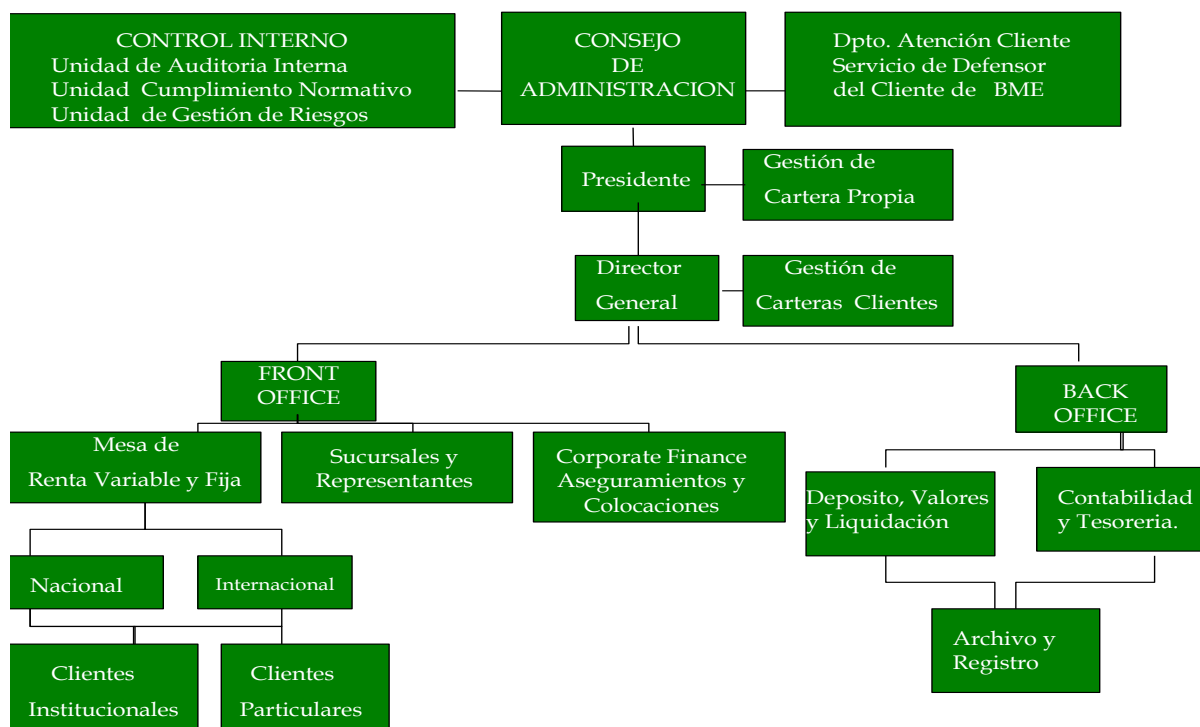 CONTROL INTERNO
Unidad de Auditoria Interna
Unidad Cumplimiento Normativo
Unidad de Gestión de Riesgos
CONSEJO
DE
ADMINISTRACION
Dpto. Atención Cliente
Servicio de Defensor
del Cliente de BME
Presidente
Gestión de
Cartera Propia
Director
General
Gestión de
Carteras Clientes
FRONT
OFFICE
BACK
OFFICE
Mesa de
Renta Variable y Fija
Sucursales y
Representantes
Corporate Finance
Aseguramientos y
Colocaciones
Deposito, Valores
y Liquidación
Contabilidad
y Tesoreria.
Nacional
Internacional
Archivo y
Registro
Clientes
Institucionales
Clientes
Particulares